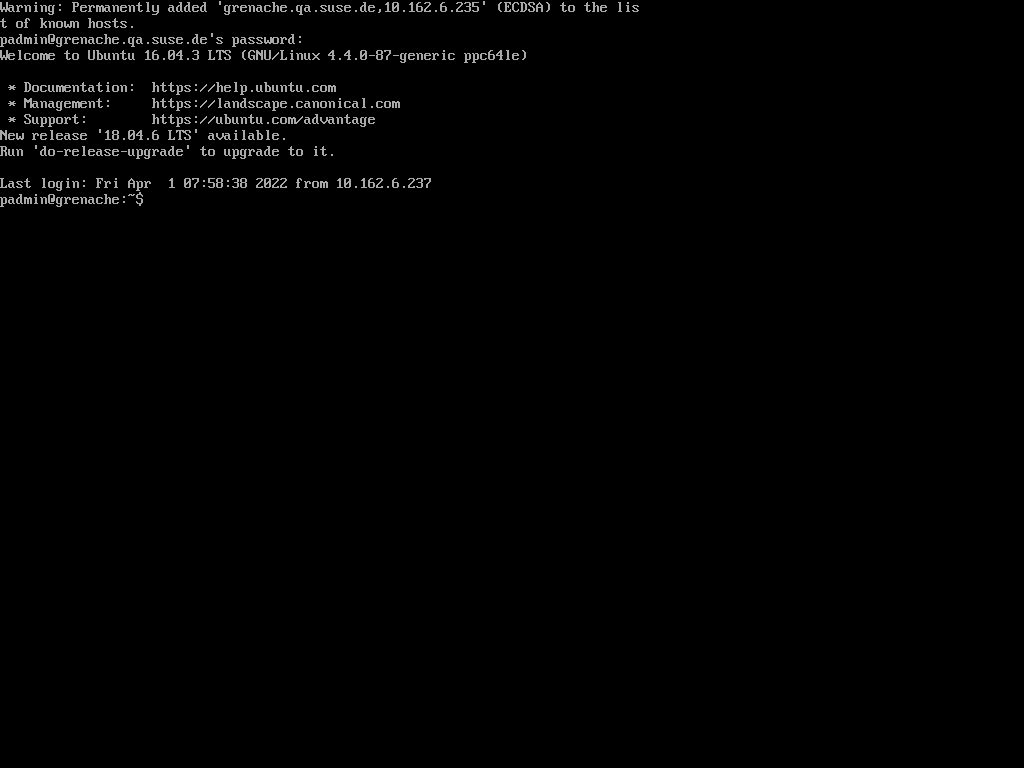 Warning: Permanently added 'grenache.qa.suse.de,10.162.6.235' (ECDSA) to the lis
t of known hosts.
padmin@grenache.qa.suse.de's password:
Welcome to Ubuntu 16.04.3 LTS (GNU/Linux 4.4.0-87-generic ppc64le)

 * Documentation:  https://help.ubuntu.com
 * Management:     https://landscape.canonical.com
 * Support:        https://ubuntu.com/advantage
New release '18.04.6 LTS' available.
Run 'do-release-upgrade' to upgrade to it.

Last login: Fri Apr  1 07:58:38 2022 from 10.162.6.237
padmin@grenache:~$